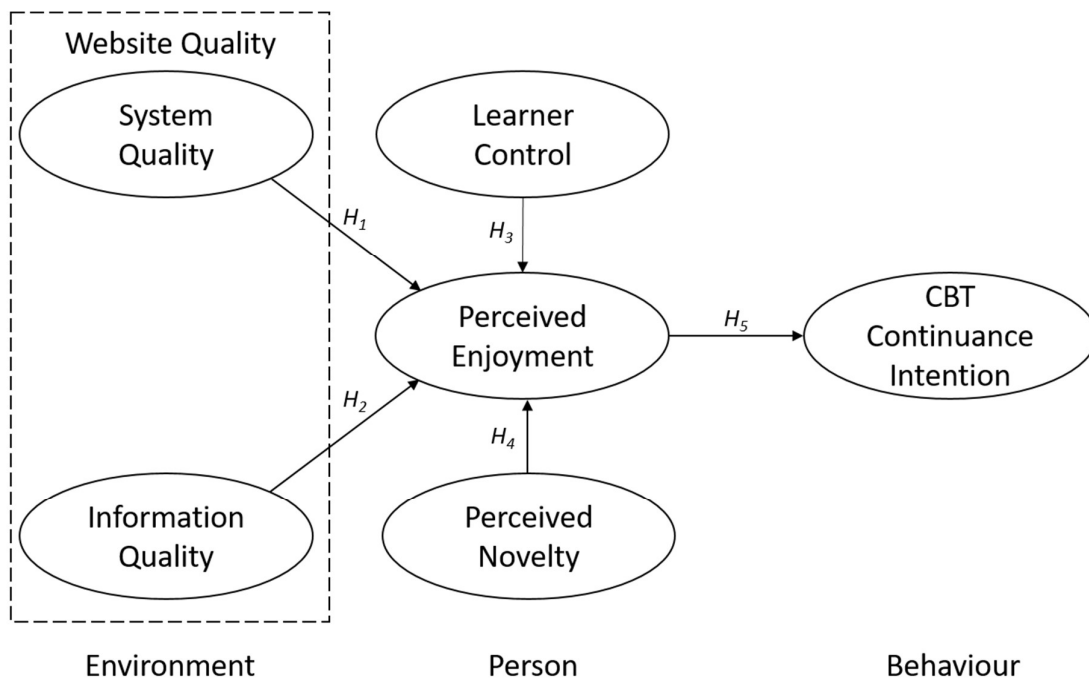 Website Quality
System
Quality
Learner
Control
H₁
H₃
Perceived
Enjoyment
H₅
CBT
Continuance
Intention
H₂
H₄
Information
Quality
Perceived
Novelty
Environment
Person
Behaviour